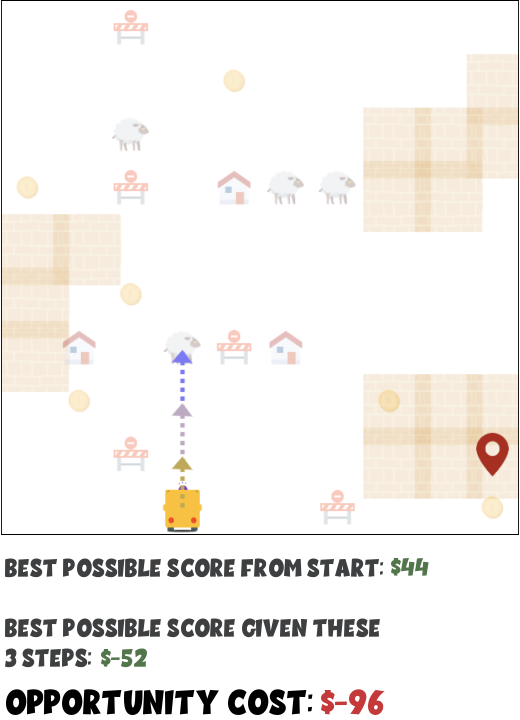 BEST POSSIBLE SCORE FROM START: $44
BEST POSSIBLE SCORE GIVEN THESE
3 STEPS: $-52
OPPORTUNITY COST: $-96